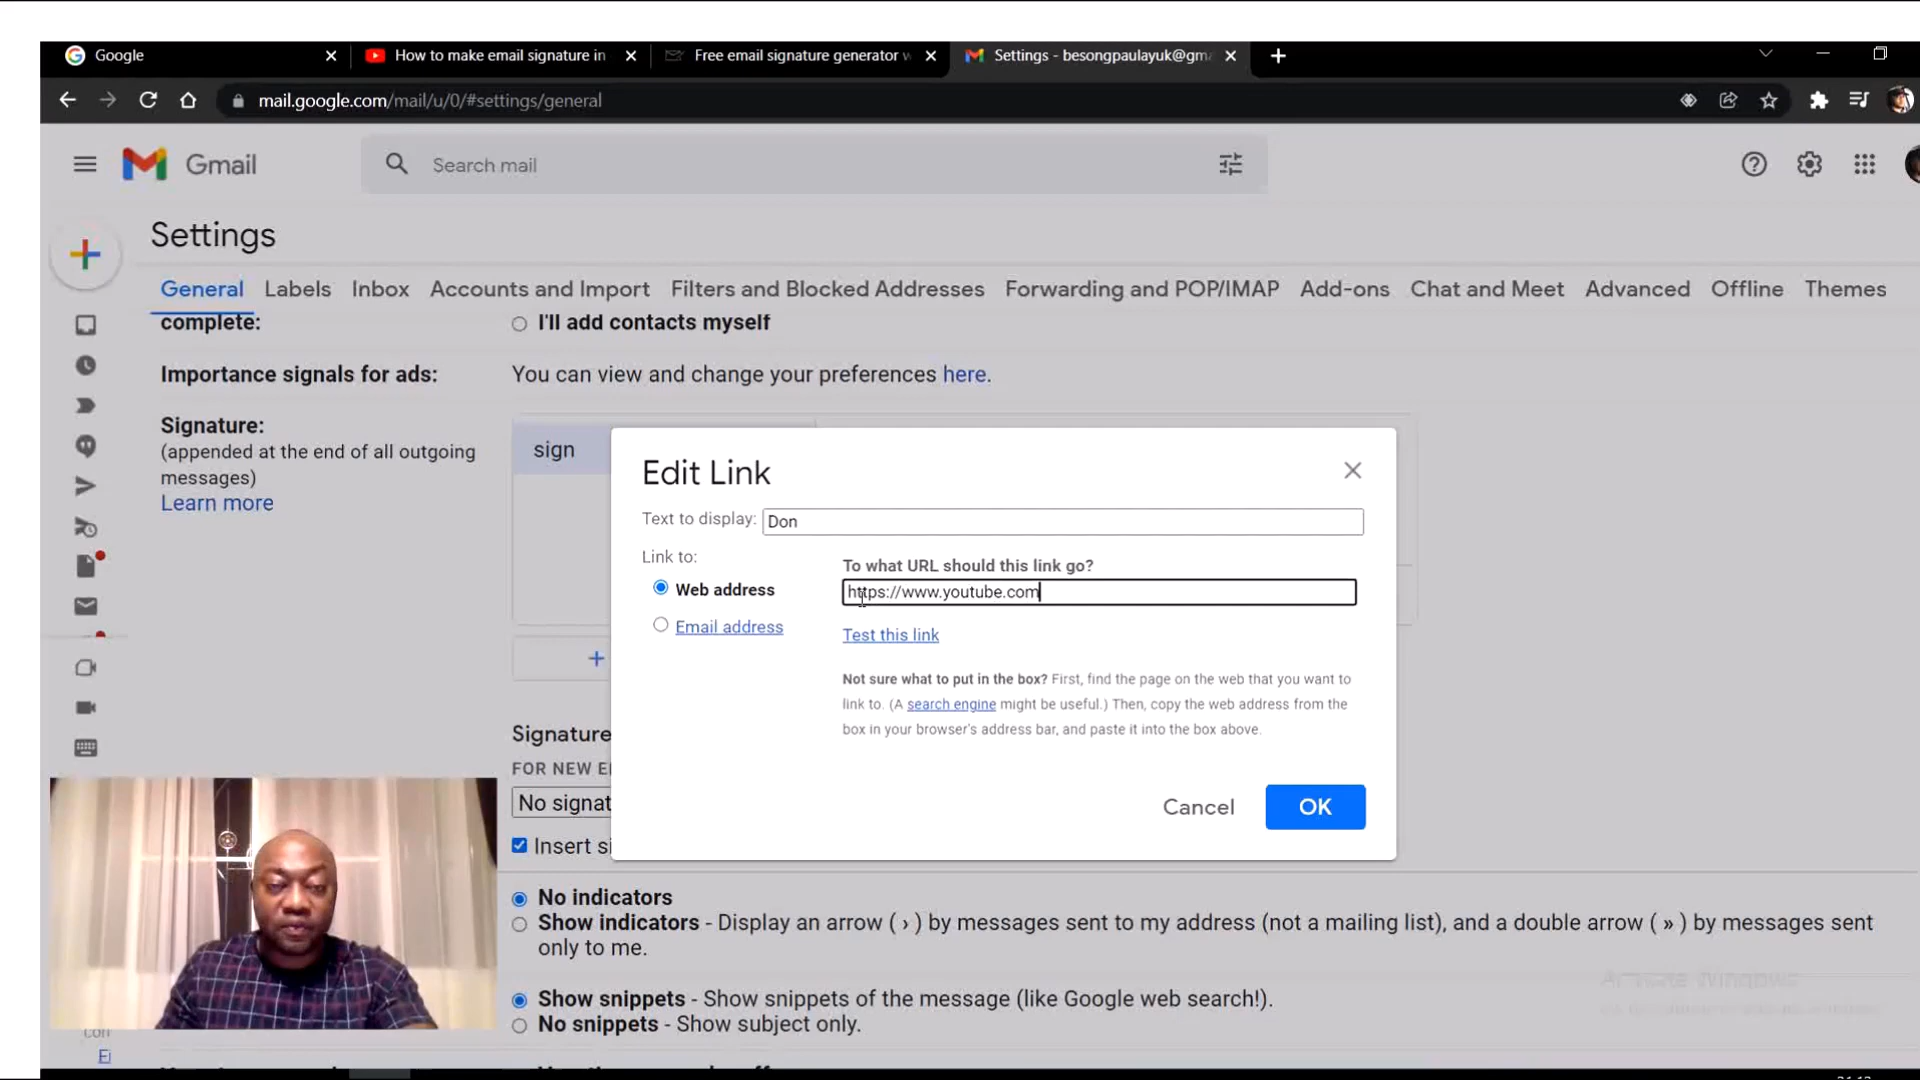 Google
How to make email signature in
Free email signature generator w
Settings - besongpaulayuk@gma
mail.google.com/mail/u/0/#settings/general
Gmail
Search mail
Settings
General Labels Inbox Accounts and Import Filters and Blocked Addresses Forwarding and POP/IMAP Add-ons Chat and Meet Advanced Offline Themes
complete:
I'll add contacts myself
Importance signals for ads:
You can view and change your preferences here.
Signature:
(appended at the end of all outgoing
messages)
Learn more
sign
Edit Link
Text to display: Don
Link to:
Web address
Email address
To what URL should this link go?
https://www.youtube.com
Test this link
Not sure what to put in the box? First, find the page on the web that you want
link to. (A search engine might be useful.) Then, copy the web address from the
box in your browser's address bar, and paste it into the box above.
Cancel
OK
Signature
FOR NEW E
No signat
Insert si
No indicators
Show indicators - Display an arrow ( › ) by messages sent to my address (not a mailing list), and a double arrow ( » ) by messages sent
only to me.
Show snippets - Show snippets of the message (like Google web search!).
No snippets - Show subject only.
Activate Windows